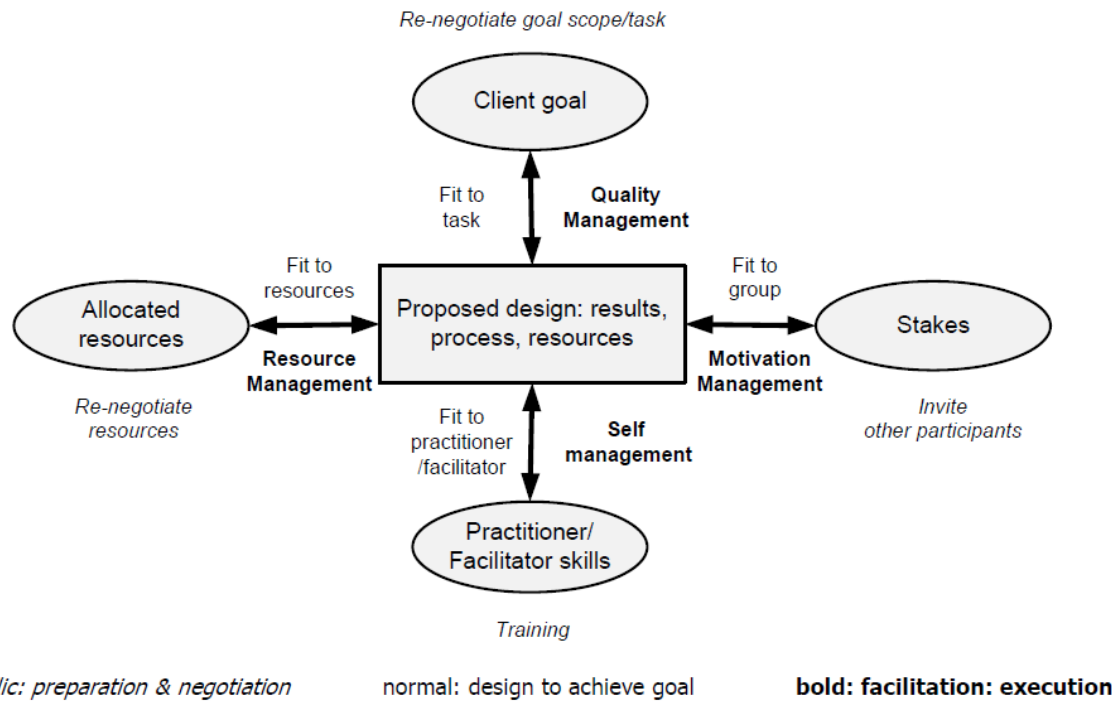 Re-negotiate goal scope/task
Client goal
Fit to
task
Quality
Management
Fit to
resources
Fit to
group
Allocated
resources
Proposed design: results,
process, resources
Stakes
Resource
Management
Motivation
Management
Re-negotiate
resources
Fit to
practitioner
/facilitator
Self
management
Invite
other participants
Practitioner/
Facilitator skills
Training
lic: preparation & negotiation
normal: design to achieve goal
bold: facilitation: execution